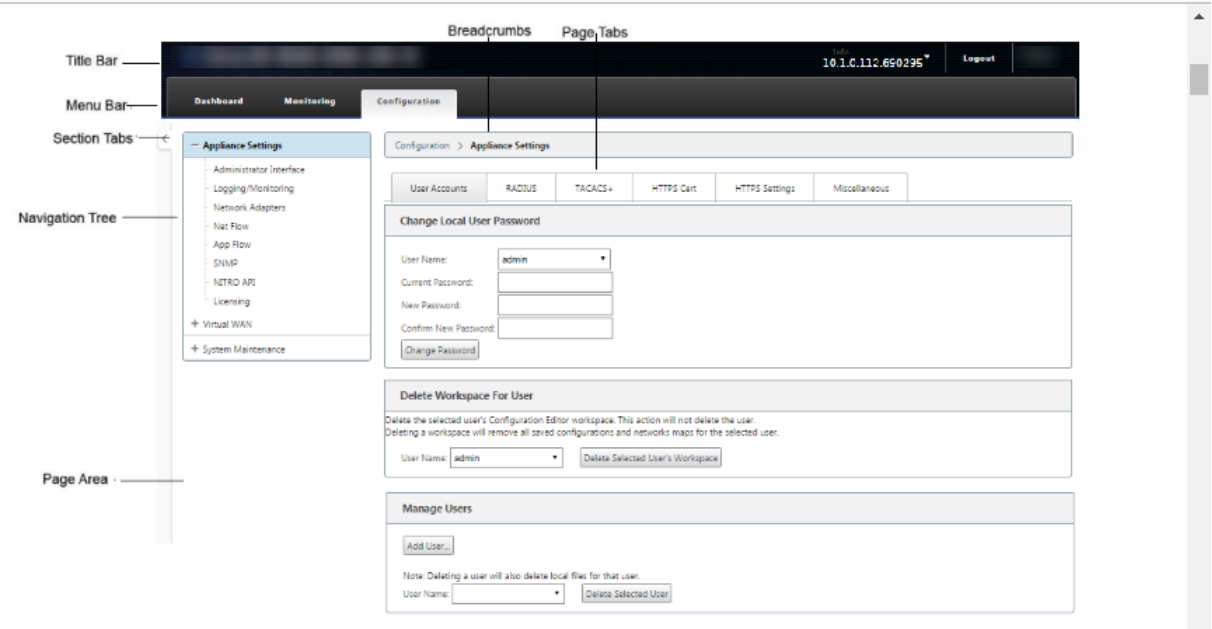 Breadcrumbs Page Tabs
Title Bar
Info
10.1.0.112.690295 Logout
Menu Bar
Dashboard Monitoring Configuration
Section Tabs
− Appliance Settings
Configuration > Appliance Settings
Administrator Interface
Logging/Monitoring
Network Adapters
Net Flow
App Flow
SNMP
NITRO API
Licensing
+ Virtual WAN
+ System Maintenance
Navigation Tree
User Accounts RADIUS TACACS+ HTTPS Cert HTTPS Settings Miscellaneous
Change Local User Password
User Name: admin
Current Password:
New Password:
Confirm New Password:
Change Password
Delete Workspace For User
Delete the selected user's Configuration Editor workspace. This action will not delete the user.
Deleting a workspace will remove all saved configurations and networks maps for the selected user.
User Name: admin Delete Selected User's Workspace
Page Area
Manage Users
Add User...
Note: Deleting a user will also delete local files for that user.
User Name: Delete Selected User